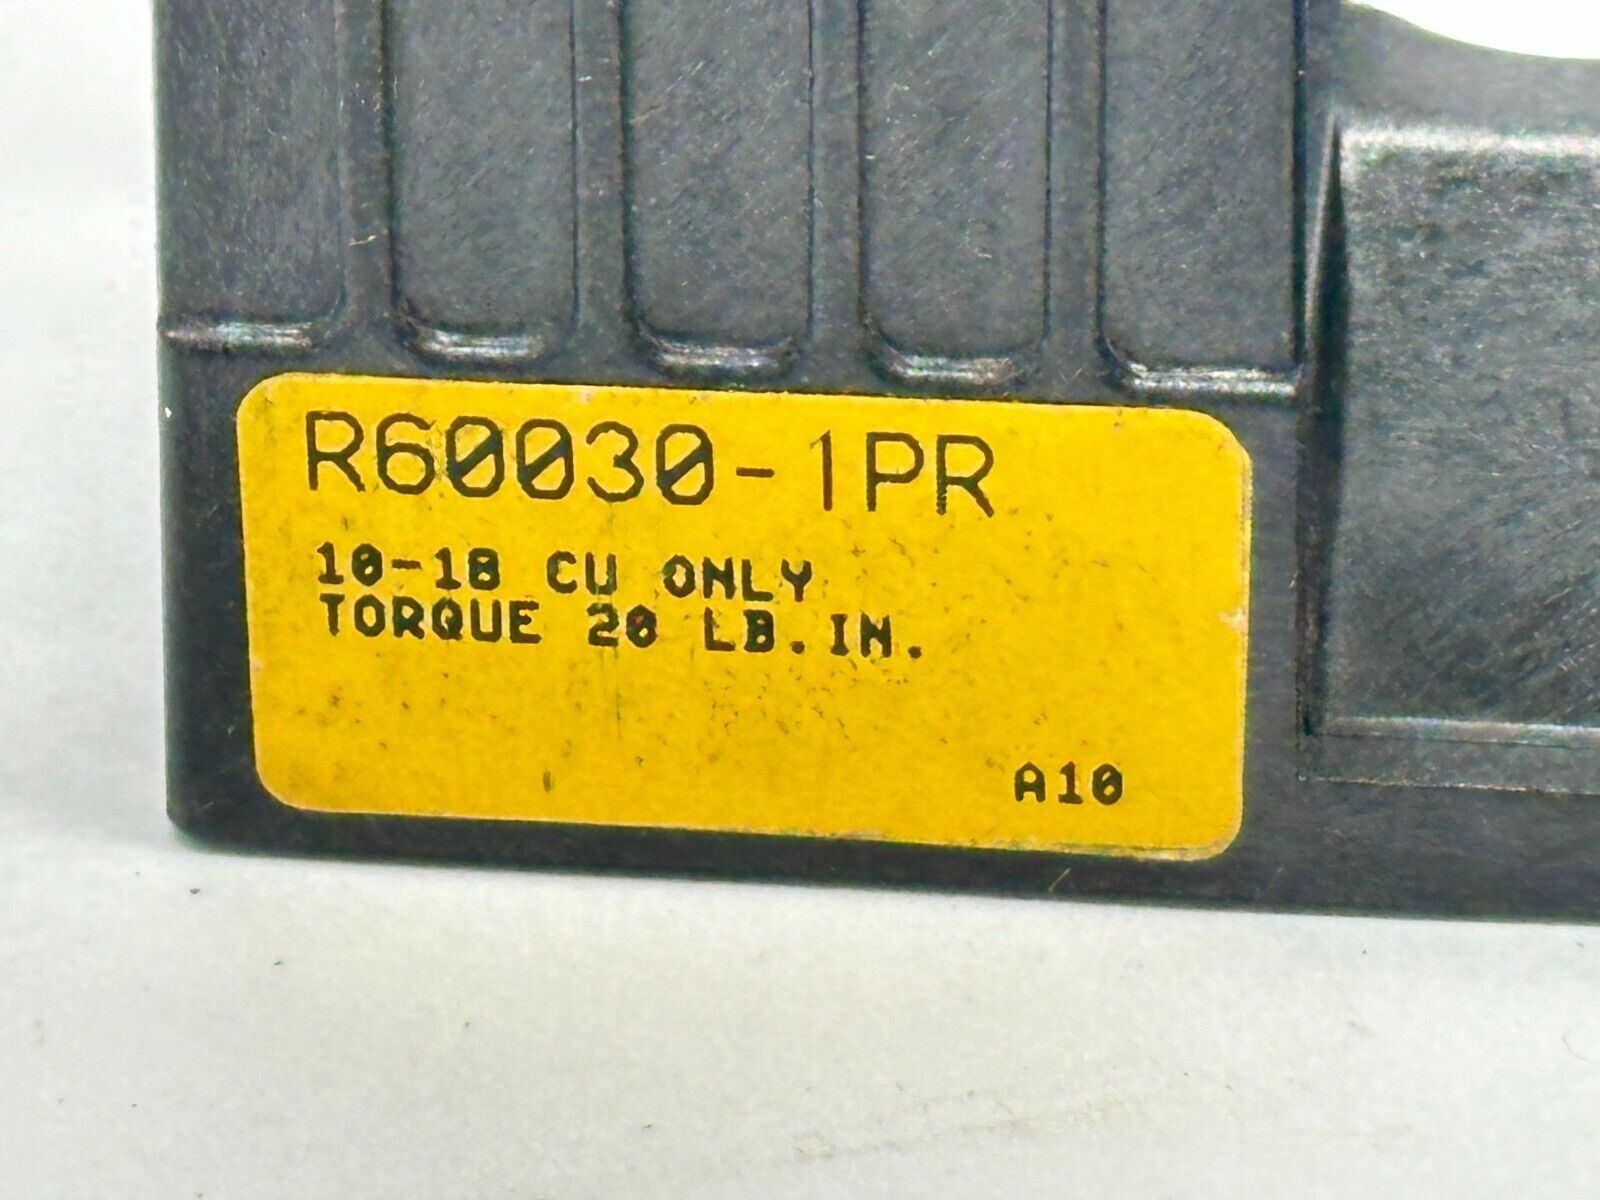 R60030-1PR
10-18 CU ONLY
TORQUE 20 LB.IN.
A10